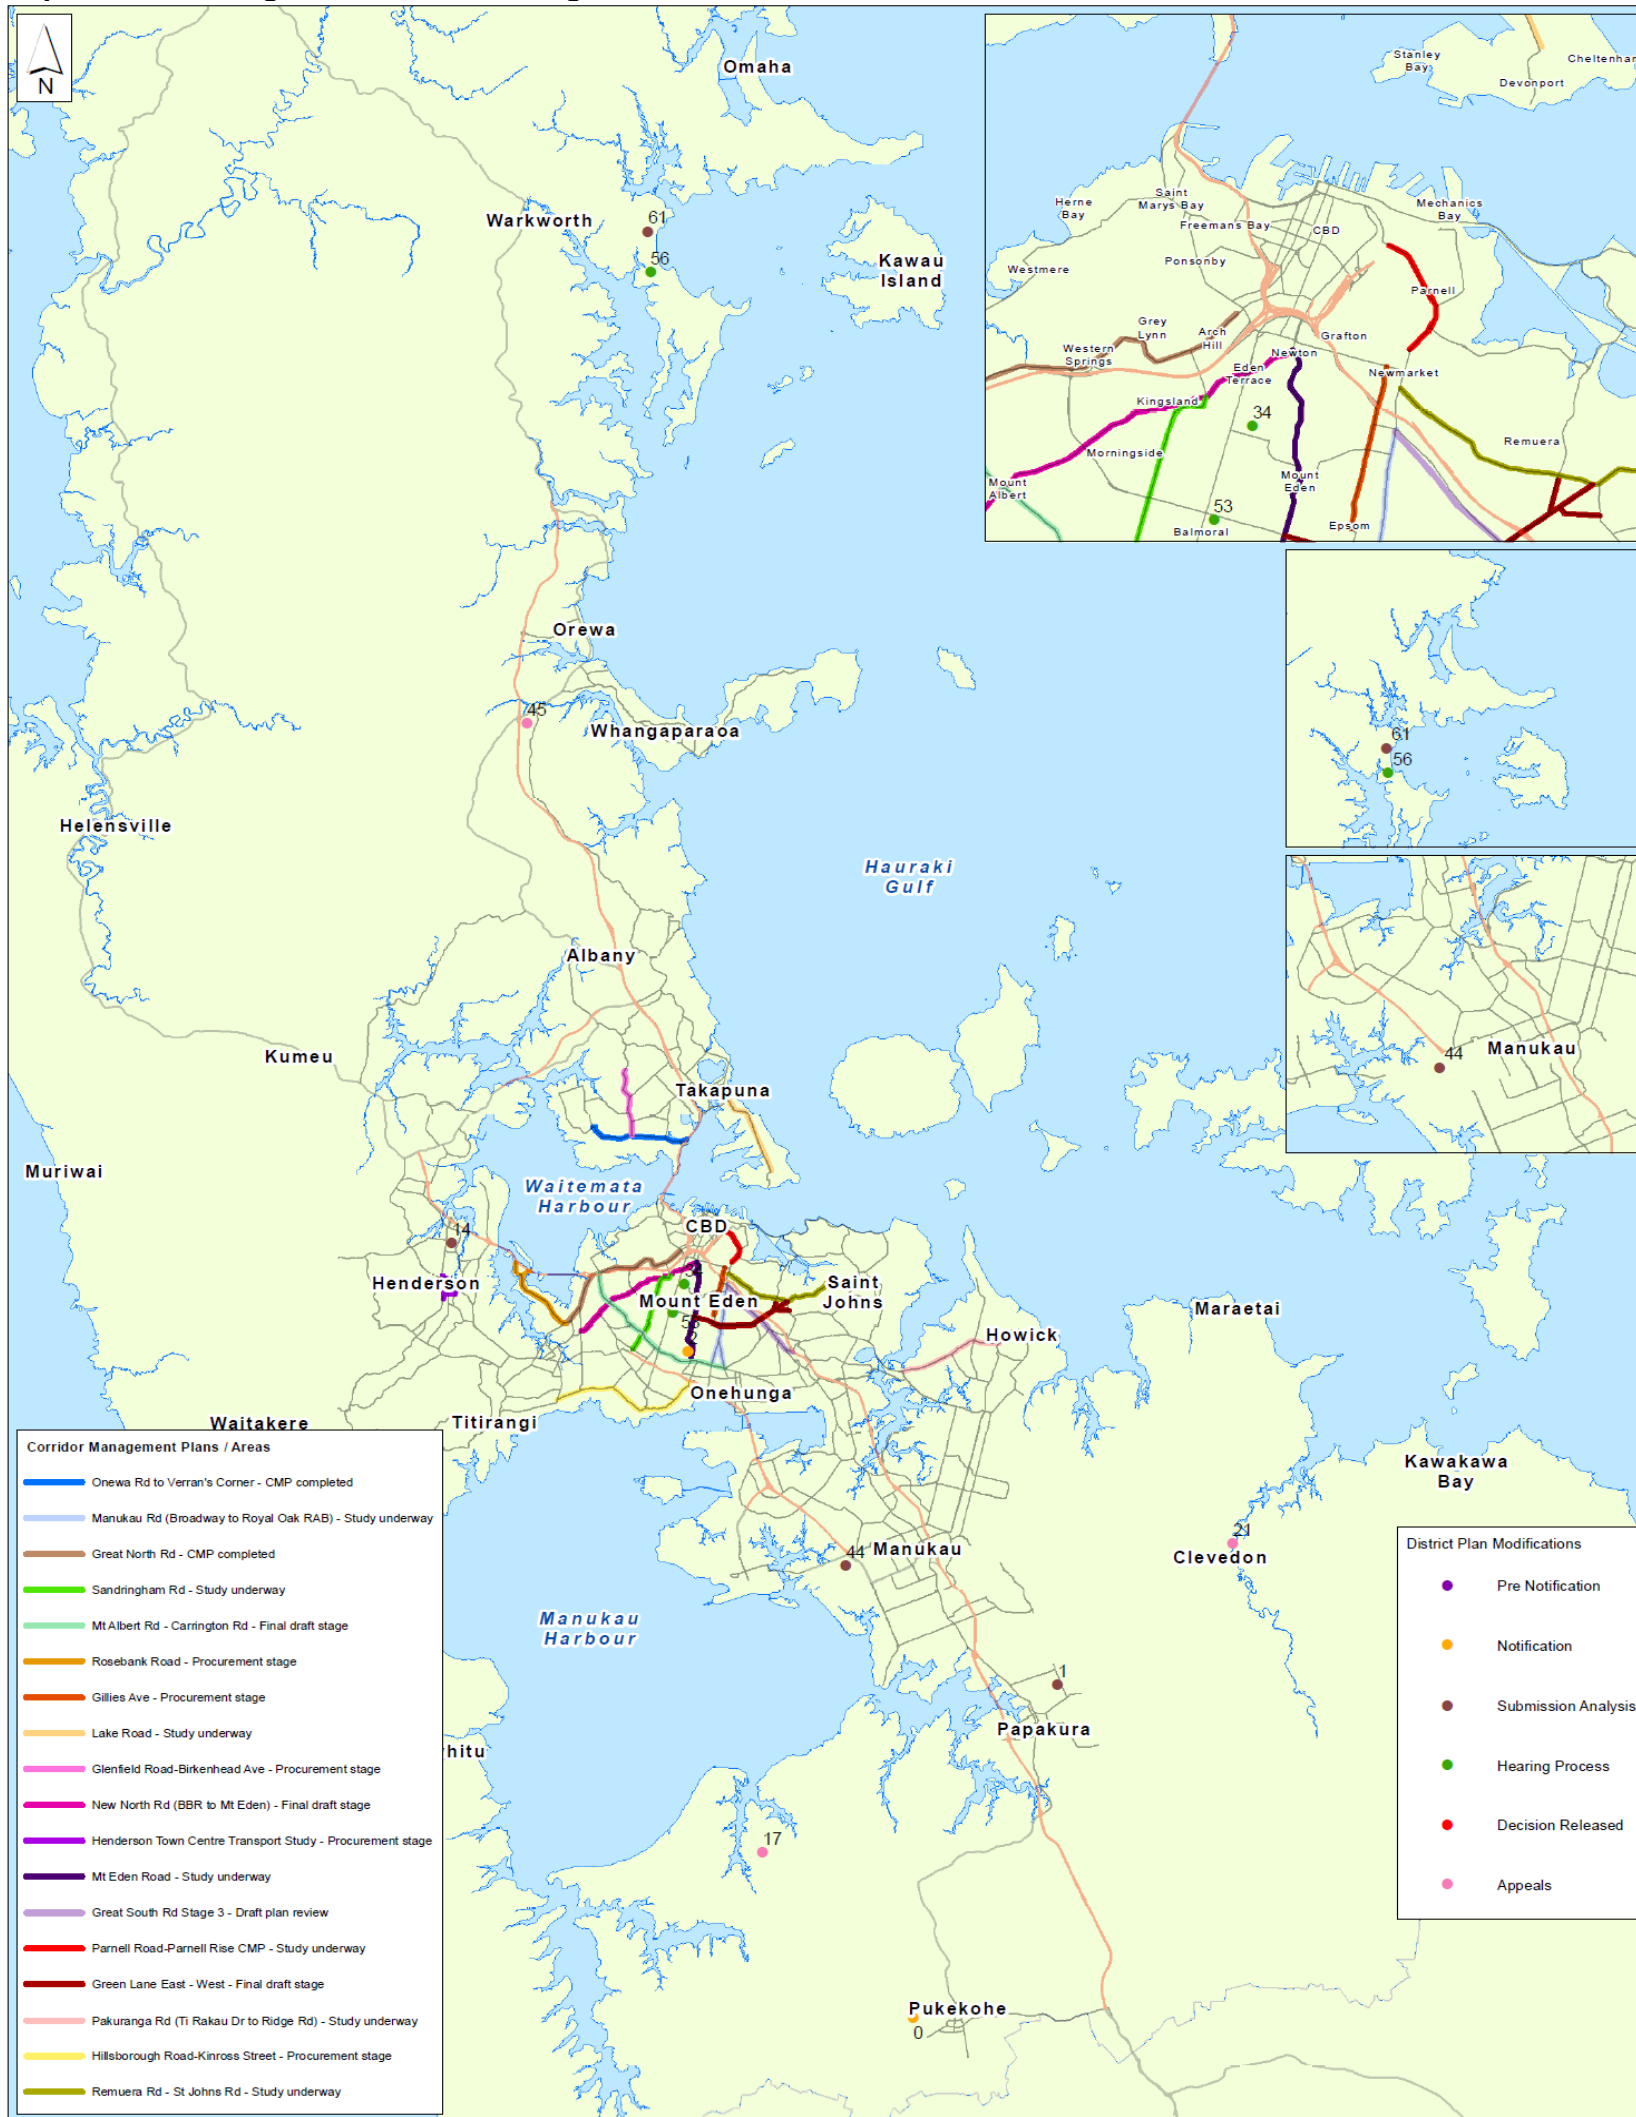 N
Omaha
Warkworth
61
56
Kawau
Island
Orewa
45
Whangaparaoa
Helensville
Hauraki
Gulf
Albany
Kumeu
Takapuna
Muriwai
Waitemata
Harbour
CBD
14
Henderson
Saint
Johns
Mount Eden
Maraetai
Howick
Onehunga
Waitakere
Titirangi
Kawakawa
Bay
21
Clevedon
44
Manukau
Manukau
Harbour
1
Papakura
hitu
17
Pukekohe
0
Stanley
Bay
Cheltenhar
Devonport
Saint
Marys Bay
Herne
Bay
Mechanics
Bay
Freemans Bay
CBD
Ponsonby
Westmere
Parnell
Grey
Lynn
Arch
Hill
Grafton
Western
Springs
Newton
Eden
Terrace
Newmarket
Kingsland
34
Remuera
Morningside
Mount
Albert
Mount
Eden
53
Epsom
Balmoral
61
56
44
Manukau
Corridor Management Plans / Areas
Onewa Rd to Verran's Corner - CMP completed
Manukau Rd (Broadway to Royal Oak RAB) - Study underway
Great North Rd - CMP completed
Sandringham Rd - Study underway
Mt Albert Rd - Carrington Rd - Final draft stage
Rosebank Road - Procurement stage
Gillies Ave - Procurement stage
Lake Road - Study underway
Glenfield Road-Birkenhead Ave - Procurement stage
New North Rd (BBR to Mt Eden) - Final draft stage
Henderson Town Centre Transport Study - Procurement stage
Mt Eden Road - Study underway
Great South Rd Stage 3 - Draft plan review
Parnell Road-Parnell Rise CMP - Study underway
Green Lane East - West - Final draft stage
Pakuranga Rd (Ti Rakau Dr to Ridge Rd) - Study underway
Hillsborough Road-Kinross Street - Procurement stage
Remuera Rd - St Johns Rd - Study underway
District Plan Modifications
Pre Notification
Notification
Submission Analysis
Hearing Process
Decision Released
Appeals